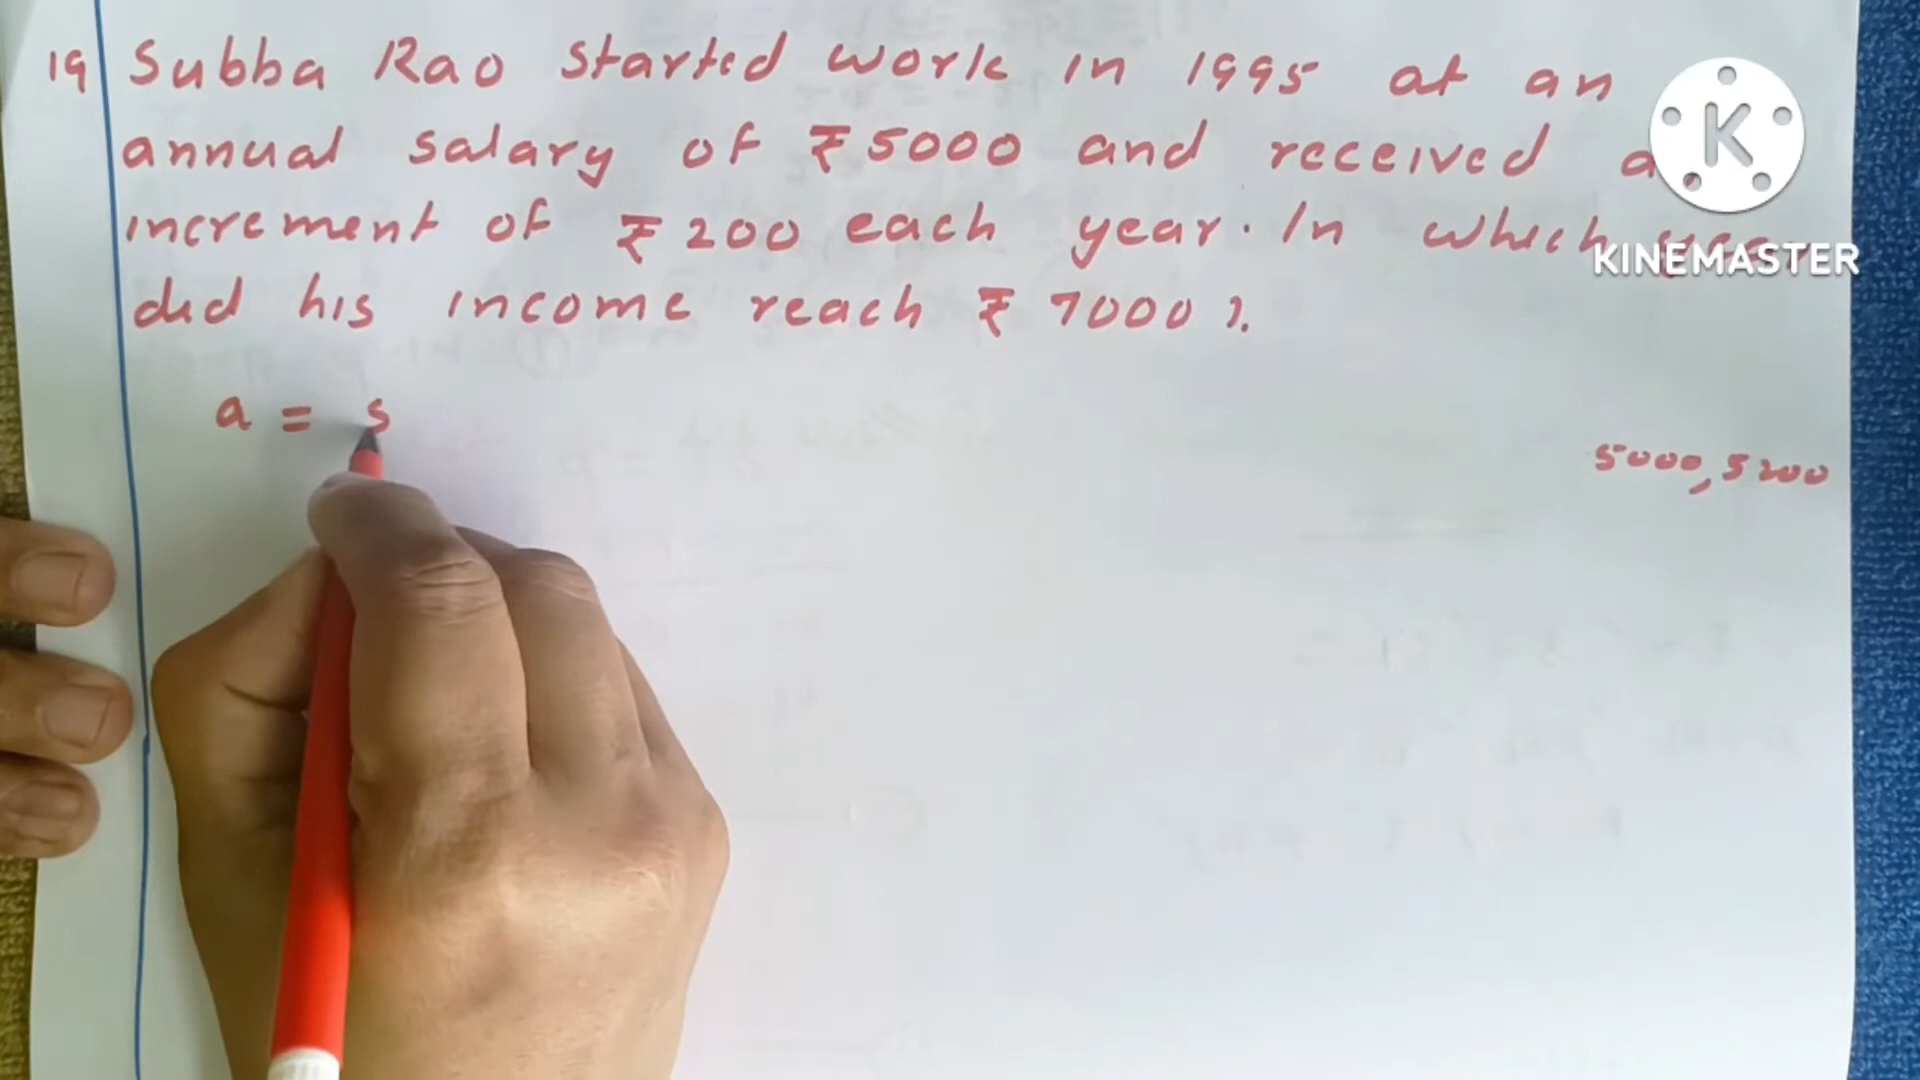 19 Subba Rao started work in 1995 at an
annual salary of ₹5000 and received
increment of ₹200 each year. In which
did his income reach ₹ 7000 ?.
a = 5
5000, 5200
K
KINEMASTER